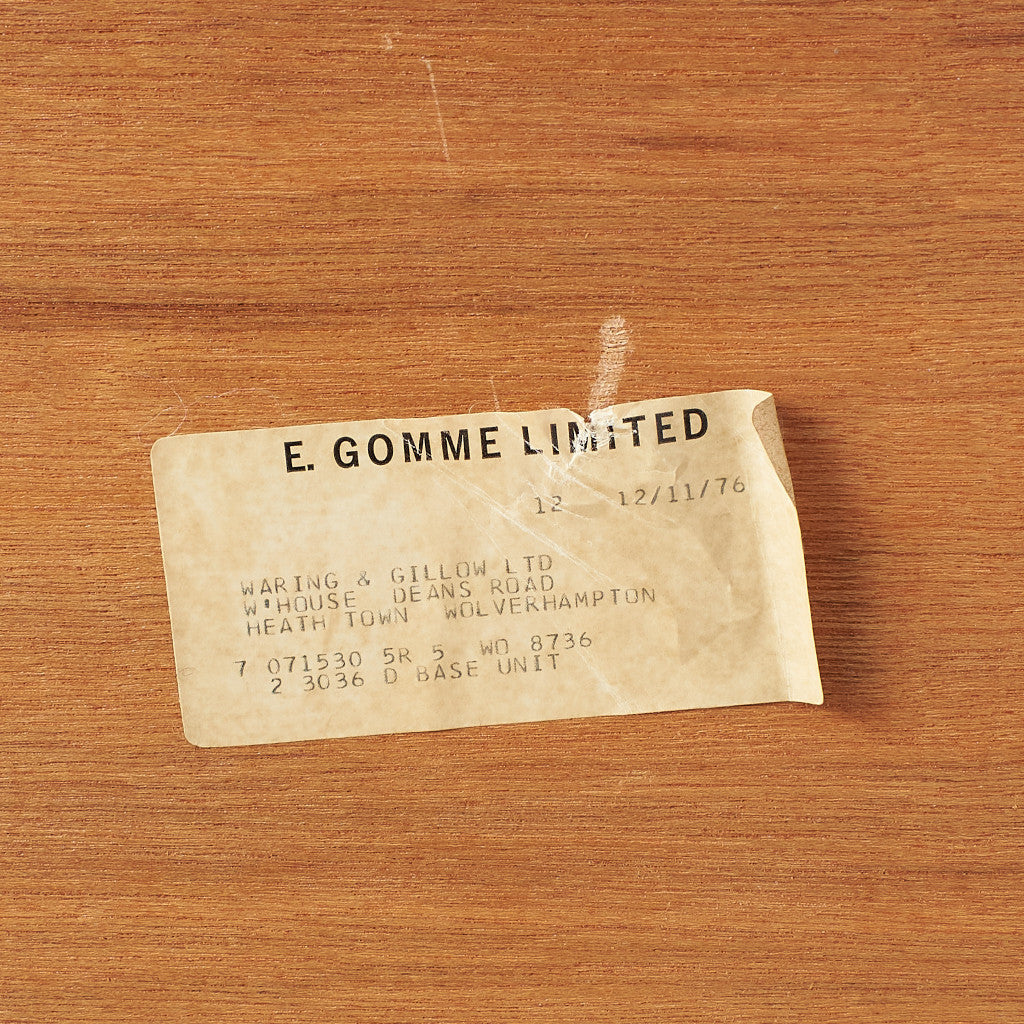 E. GOMME LIMITED
12 12/11/76
WARING & GILLOW LTD
W'HOUSE DEANS ROAD
HEATH TOWN WOLVERHAMPTON
7 071530 5R 5 WO 8736
2 3036 D BASE UNIT